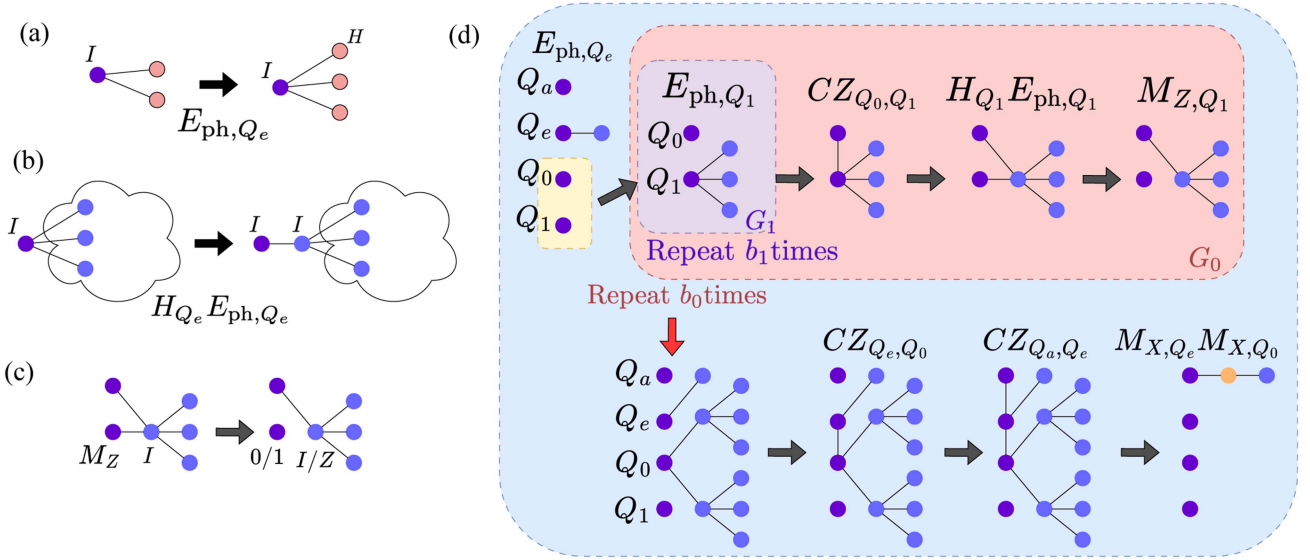 (a)
I
H
I
E_{ph,Q_e}
(b)
I
I
I
H_{Q_e}E_{ph,Q_e}
(c)
M_Z
I
0/1
I/Z
(d)
E_{ph,Q_e}
Q_a
Q_e
Q_0
Q_1
E_{ph,Q_1}
CZ_{Q_0,Q_1}
H_{Q_1}E_{ph,Q_1}
M_{Z,Q_1}
Q_0
Q_1
G_1
Repeat b_1 times
G_0
Repeat b_0 times
CZ_{Q_e,Q_0}
CZ_{Q_a,Q_e}
M_{X,Q_e}M_{X,Q_0}
Q_a
Q_e
Q_0
Q_1